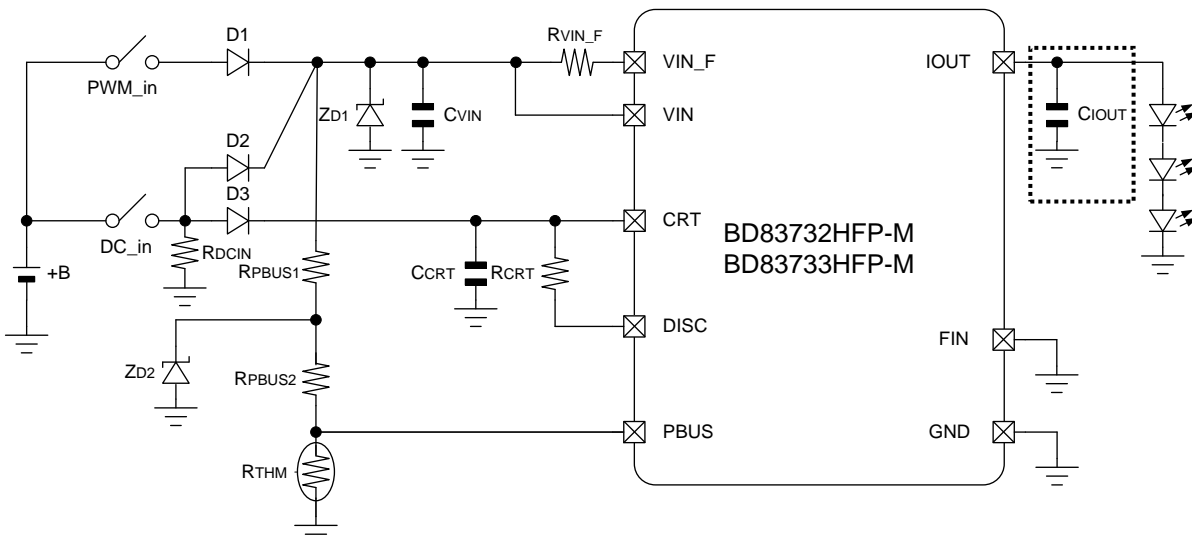 D1
RVIN_F
PWM_in
VIN_F
IOUT
ZD1
CVIN
VIN
CIOUT
D2
D3
DC_in
CRT
RDCIN
+B
RPBUS1
CCRT
RCRT
BD83732HFP-M
BD83733HFP-M
DISC
FIN
ZD2
RPBUS2
PBUS
GND
RTHM